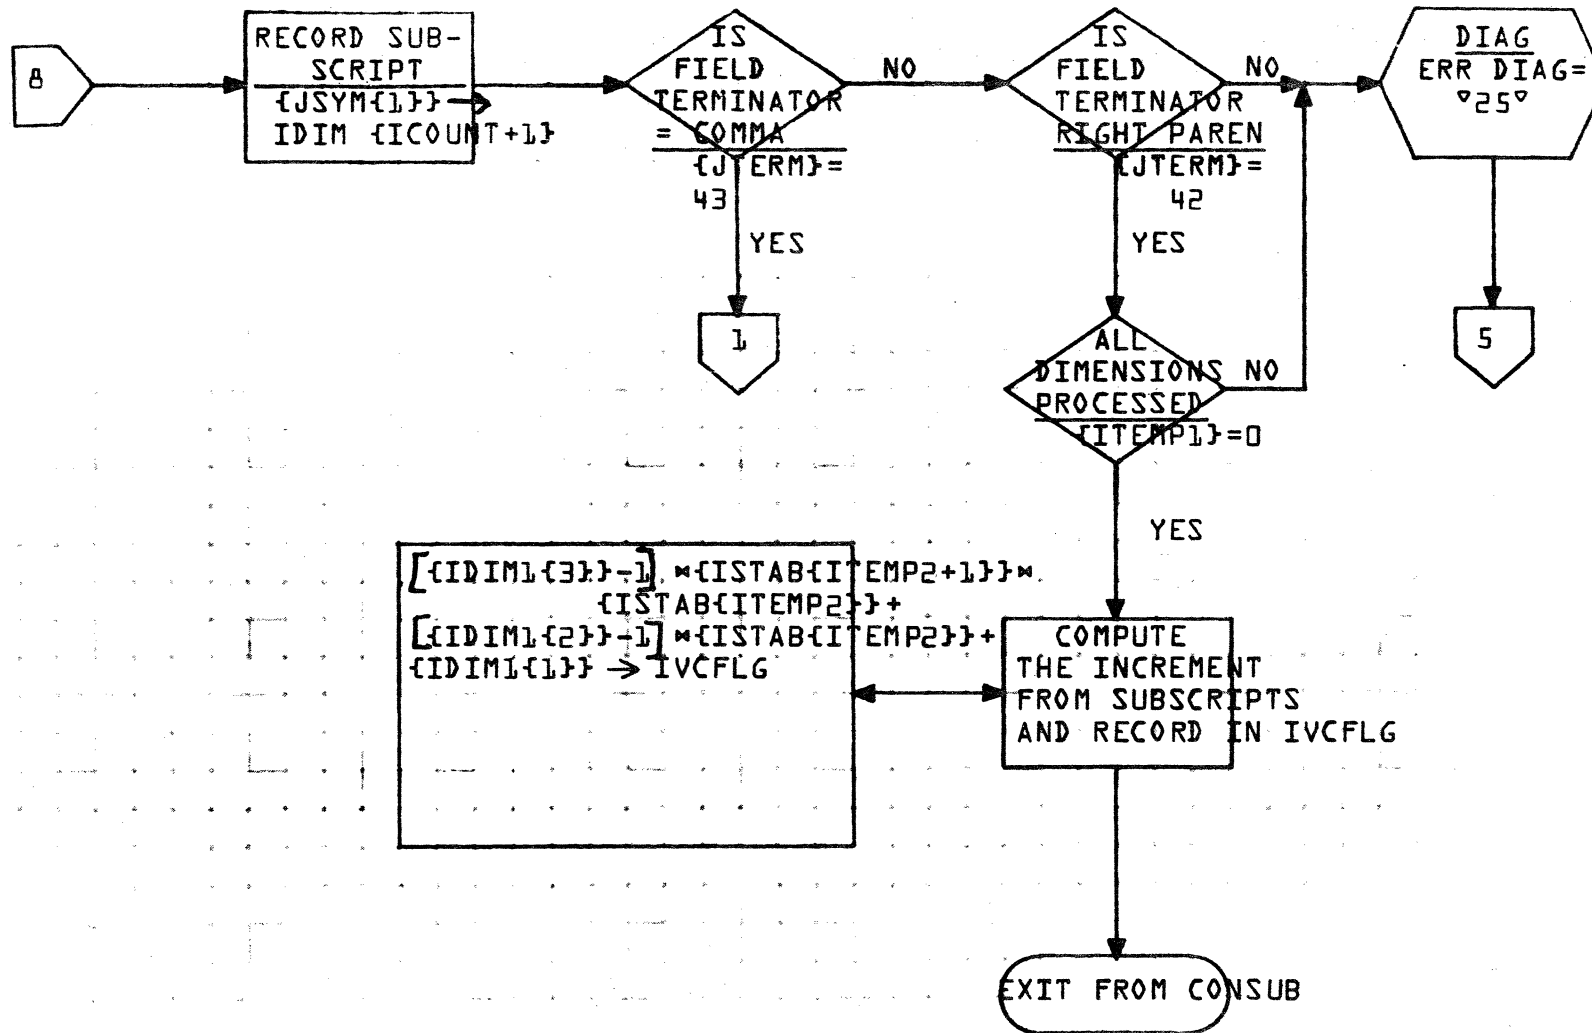 8
RECORD SUB-
SCRIPT
{JSYM{1}}→
IDIM {ICOUNT+1}
IS
FIELD
TERMINATOR
= COMMA
{JTERM}=
43
NO
YES
1
IS
FIELD
TERMINATOR
RIGHT PAREN
{JTERM}=
42
NO
YES
DIAG
ERR DIAG=
"25"
5
ALL
DIMENSIONS
PROCESSED
{ITEMP1}=0
NO
YES
[{IDIM1{3}}-1] *{ISTAB{ITEMP2+1}}*
{ISTAB{ITEMP2}}+
[{IDIM1{2}}-1] *{ISTAB{ITEMP2}}+
{IDIM1{1}} → IVCFLG
COMPUTE
THE INCREMENT
FROM SUBSCRIPTS
AND RECORD IN IVCFLG
EXIT FROM CONSUB